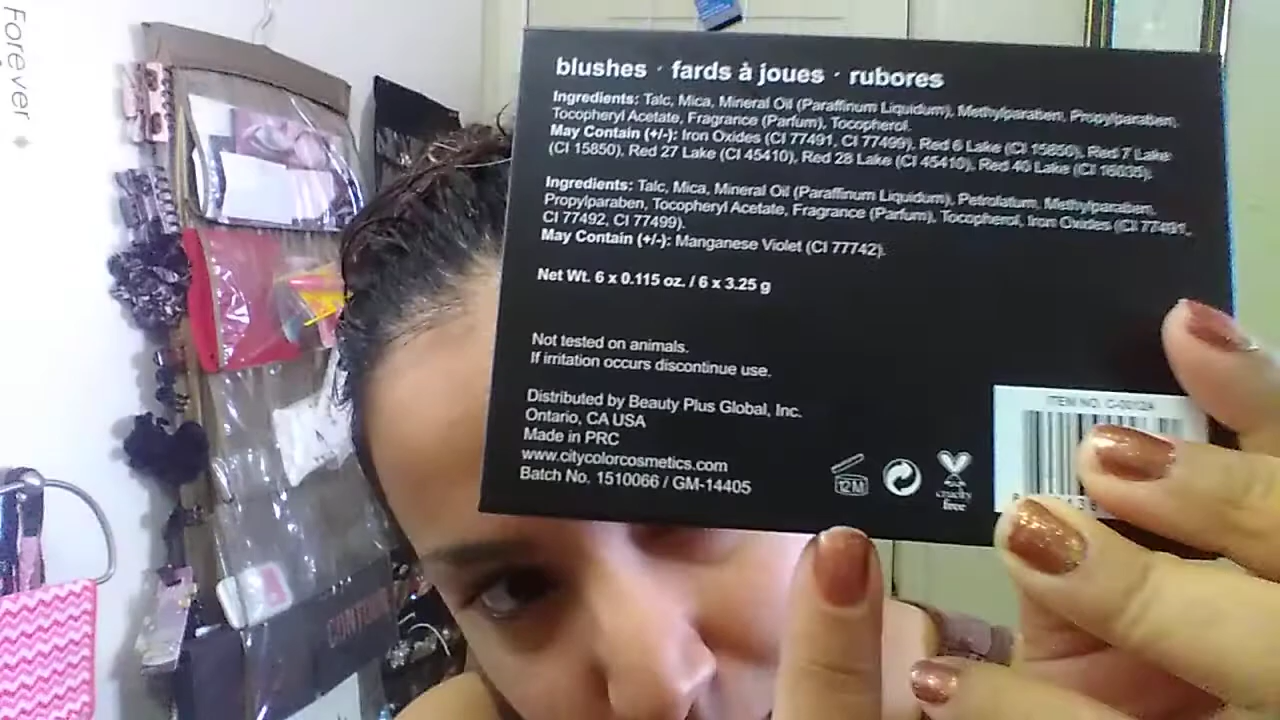 Forever
blushes · fards à joues · rubores
Ingredients: Talc, Mica, Mineral Oil (Paraffinum Liquidum), Methylparaben, Propylparaben,
Tocopheryl Acetate, Fragrance (Parfum), Tocopherol.
May Contain (+/-): Iron Oxides (CI 77491, CI 77499), Red 6 Lake (CI 15850), Red 7 Lake
(CI 15850), Red 27 Lake (CI 45410), Red 28 Lake (CI 45410), Red 40 Lake (CI 16035).
Ingredients: Talc, Mica, Mineral Oil (Paraffinum Liquidum), Petrolatum, Methylparaben,
Propylparaben, Tocopheryl Acetate, Fragrance (Parfum), Tocopherol, Iron Oxides (CI 77491,
CI 77492, CI 77499).
May Contain (+/-): Manganese Violet (CI 77742).
Net Wt. 6 x 0.115 oz. / 6 x 3.25 g
Not tested on animals.
If irritation occurs discontinue use.
Distributed by Beauty Plus Global, Inc.
Ontario, CA USA
Made in PRC
www.citycolorcosmetics.com
Batch No. 1510066 / GM-14405
12M
cruelty
free
ITEM NO. C-0012A
CONTOUR